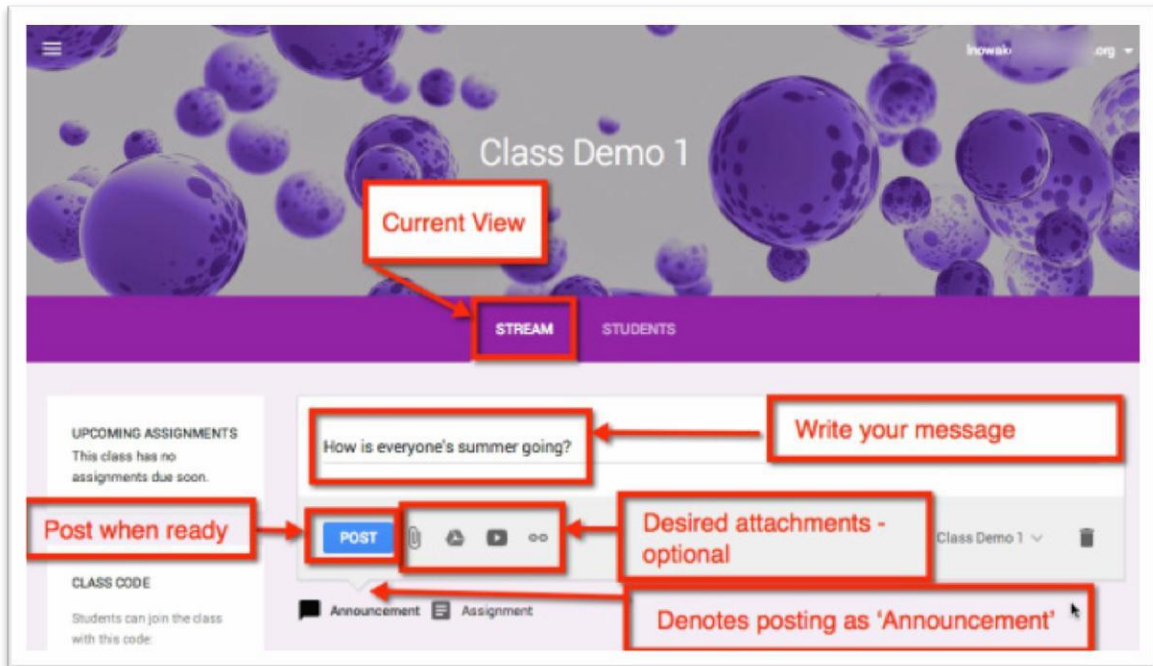 lnowak .org
Class Demo 1
Current View
STREAM STUDENTS
UPCOMING ASSIGNMENTS
This class has no
assignments due soon.
How is everyone's summer going?
Write your message
Post when ready
POST
Desired attachments -
optional
Class Demo 1
CLASS CODE
Students can join the class
with this code:
Announcement Assignment
Denotes posting as 'Announcement'